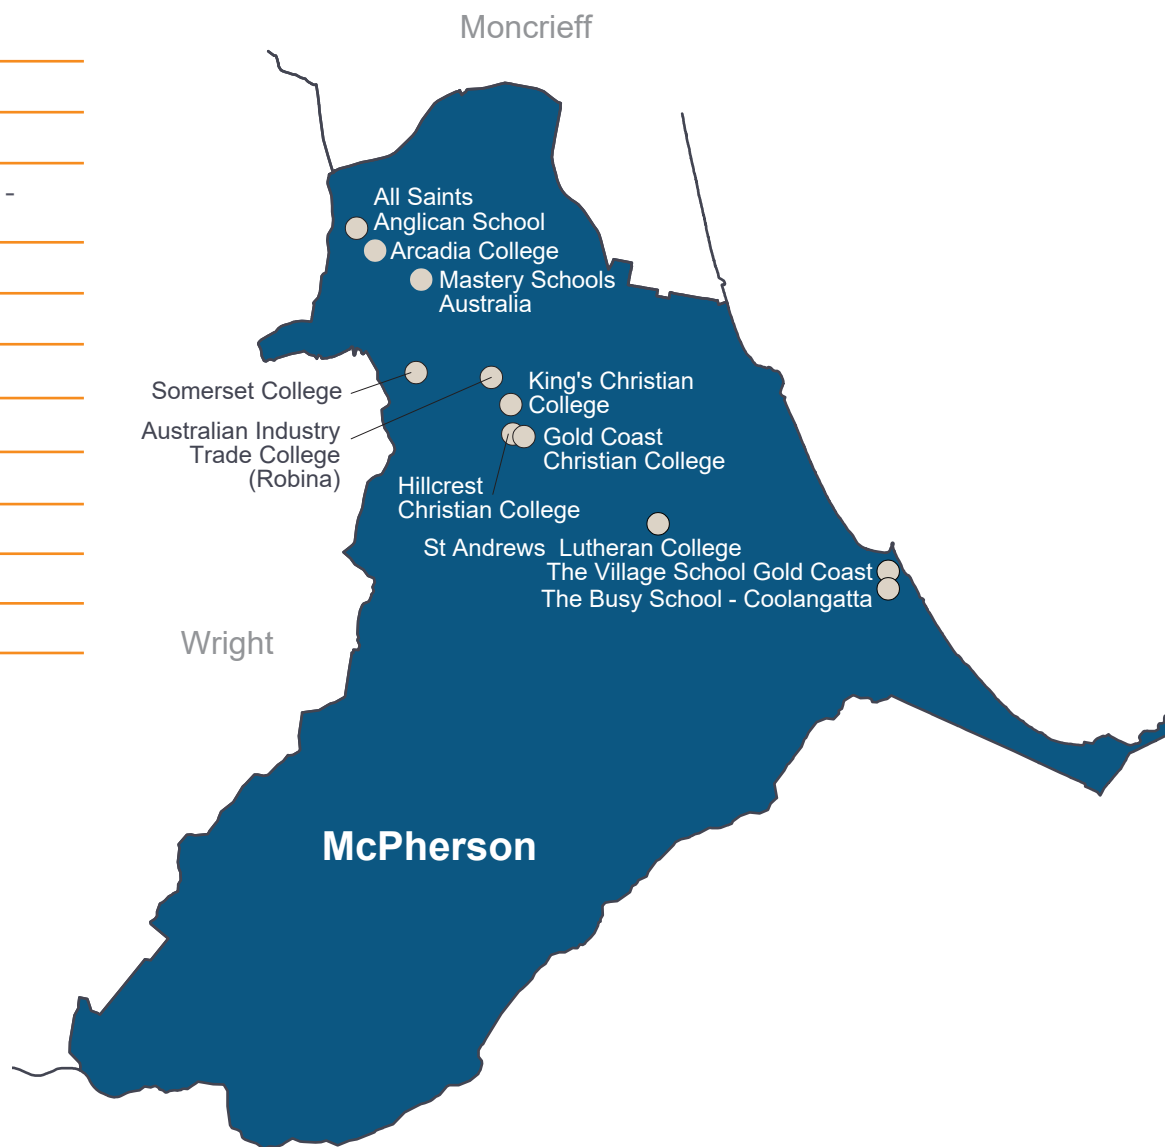 Moncrieff
-
All Saints
Anglican School
Arcadia College
Mastery Schools
Australia
King's Christian
College
Somerset College
Australian Industry
Trade College
(Robina)
Gold Coast
Christian College
Hillcrest
Christian College
St Andrews Lutheran College
The Village School Gold Coast
The Busy School - Coolangatta
Wright
McPherson